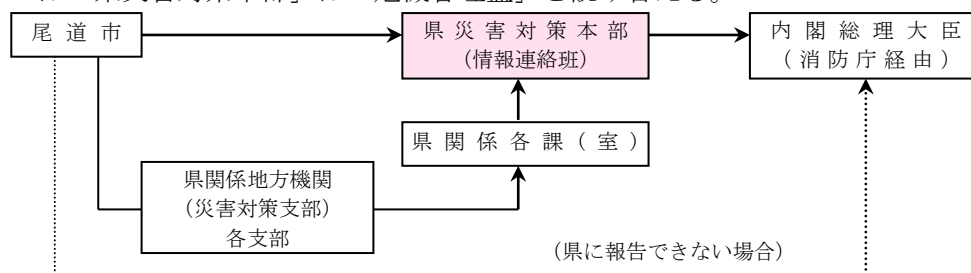 尾道市
県災害対策本部
（情報連絡班）
内閣総理大臣
（消防庁経由）
県関係各課（室）
県関係地方機関
（災害対策支部）
各支部
（県に報告できない場合）